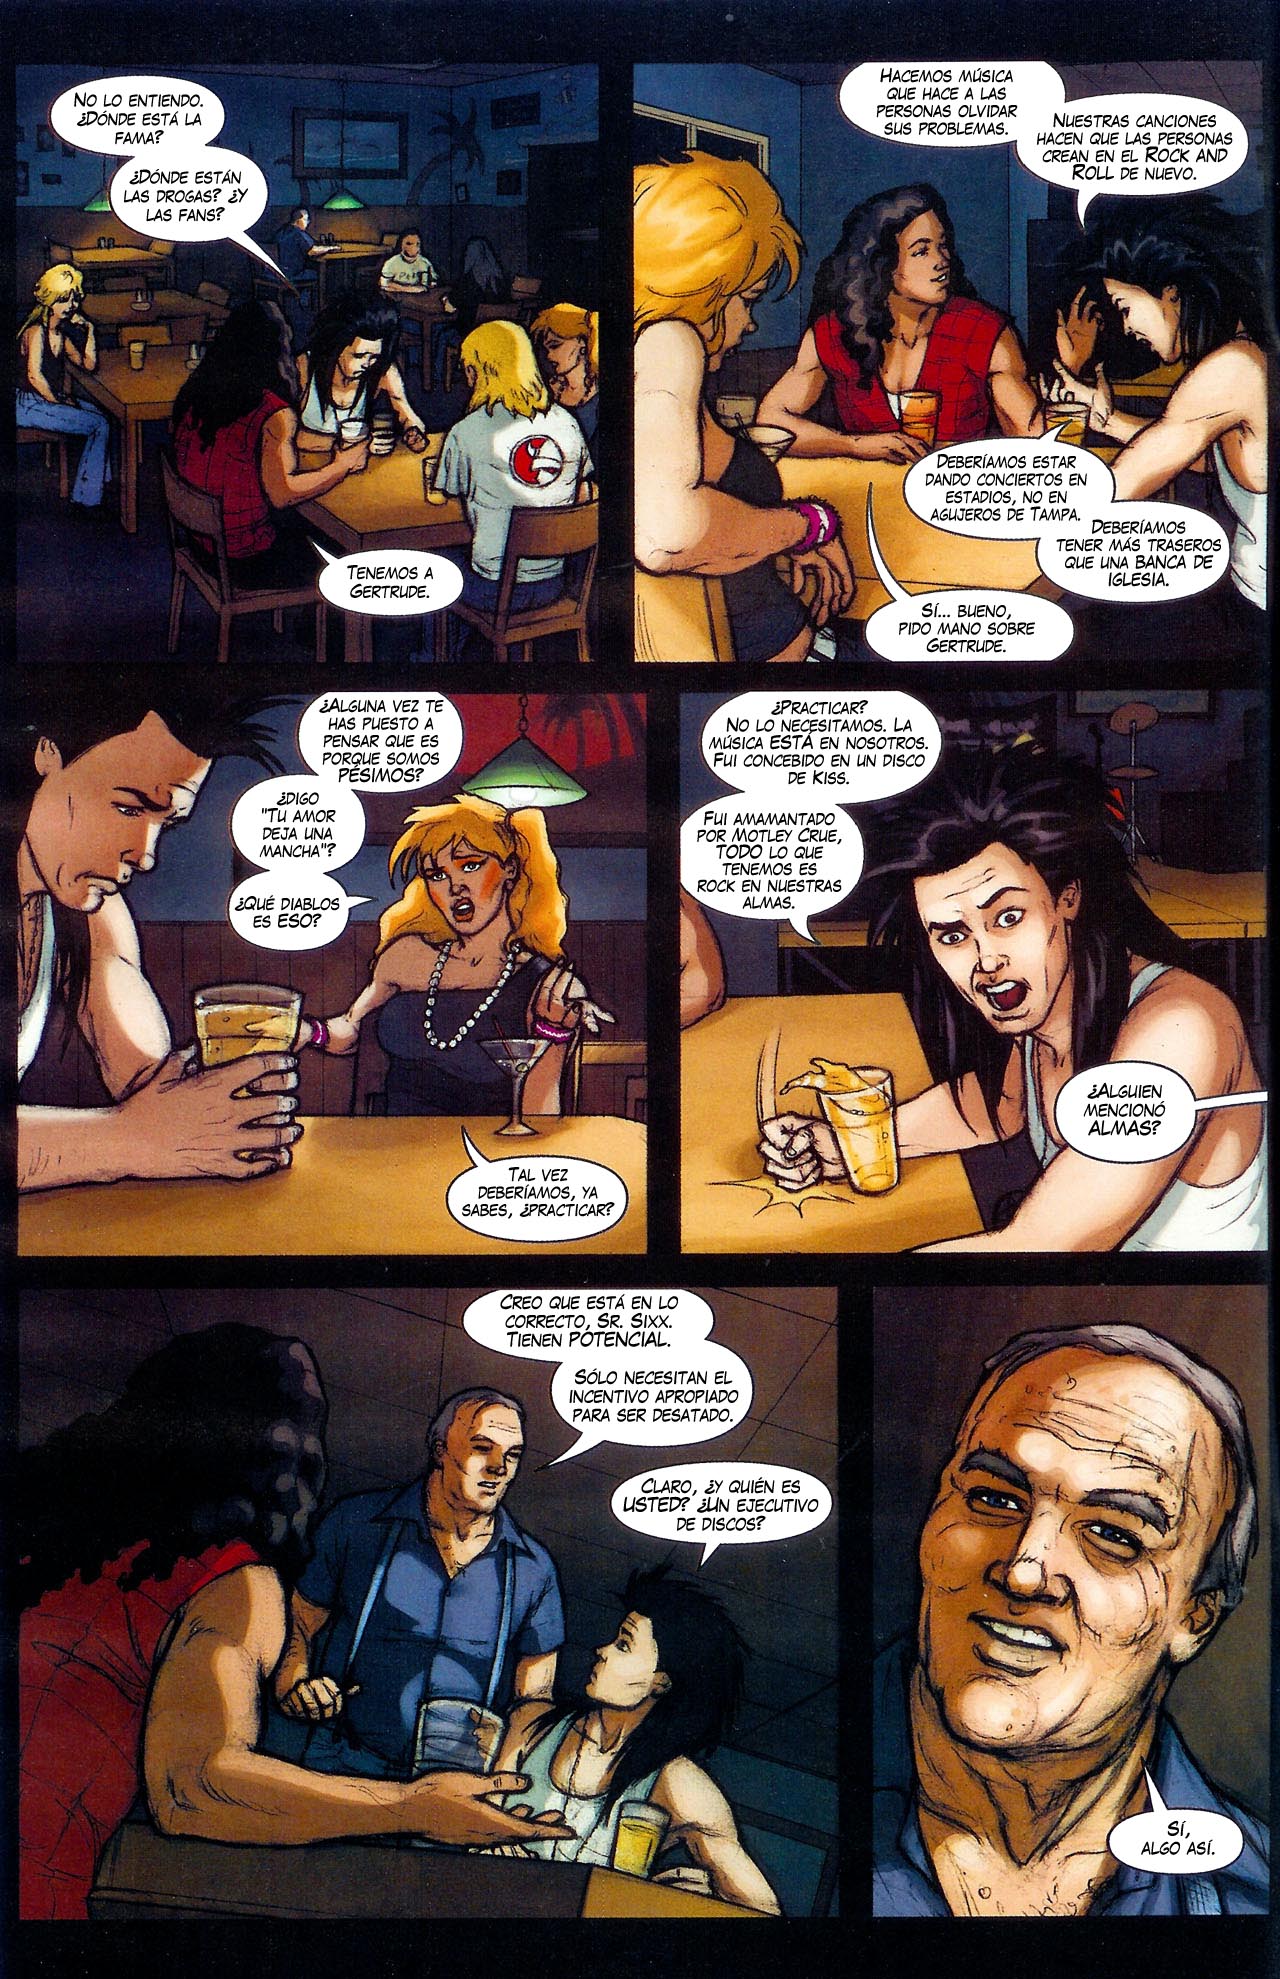 NO LO ENTIENDO.
¿DÓNDE ESTÁ LA
FAMA?
¿DÓNDE ESTÁN
LAS DROGAS? ¿Y
LAS FANS?
TENEMOS A
GERTRUDE.
HACEMOS MÚSICA
QUE HACE A LAS
PERSONAS OLVIDAR
SUS PROBLEMAS.
NUESTRAS CANCIONES
HACEN QUE LAS PERSONAS
CREAN EN EL ROCK AND
ROLL DE NUEVO.
DEBERÍAMOS ESTAR
DANDO CONCIERTOS EN
ESTADIOS, NO EN
AGUJEROS DE TAMPA.
DEBERÍAMOS
TENER MÁS TRASEROS
QUE UNA BANCA DE
IGLESIA.
SÍ... BUENO,
PIDO MANO SOBRE
GERTRUDE.
¿ALGUNA VEZ TE
HAS PUESTO A
PENSAR QUE ES
PORQUE SOMOS
PÉSIMOS?
¿DIGO
"TU AMOR
DEJA UNA
MANCHA"?
¿QUÉ DIABLOS
ES ESO?
TAL VEZ
DEBERÍAMOS, YA
SABES, ¿PRACTICAR?
¿PRACTICAR?
NO LO NECESITAMOS. LA
MÚSICA ESTÁ EN NOSOTROS.
FUI CONCEBIDO EN UN DISCO
DE KISS.
FUI AMAMANTADO
POR MOTLEY CRUE,
TODO LO QUE
TENEMOS ES
ROCK EN NUESTRAS
ALMAS.
¿ALGUIEN
MENCIONÓ
ALMAS?
CREO QUE ESTÁ EN LO
CORRECTO, SR. SIXX.
TIENEN POTENCIAL.
SÓLO NECESITAN EL
INCENTIVO APROPIADO
PARA SER DESATADO.
CLARO, ¿Y QUIÉN ES
USTED? ¿UN EJECUTIVO
DE DISCOS?
SÍ,
ALGO ASÍ.